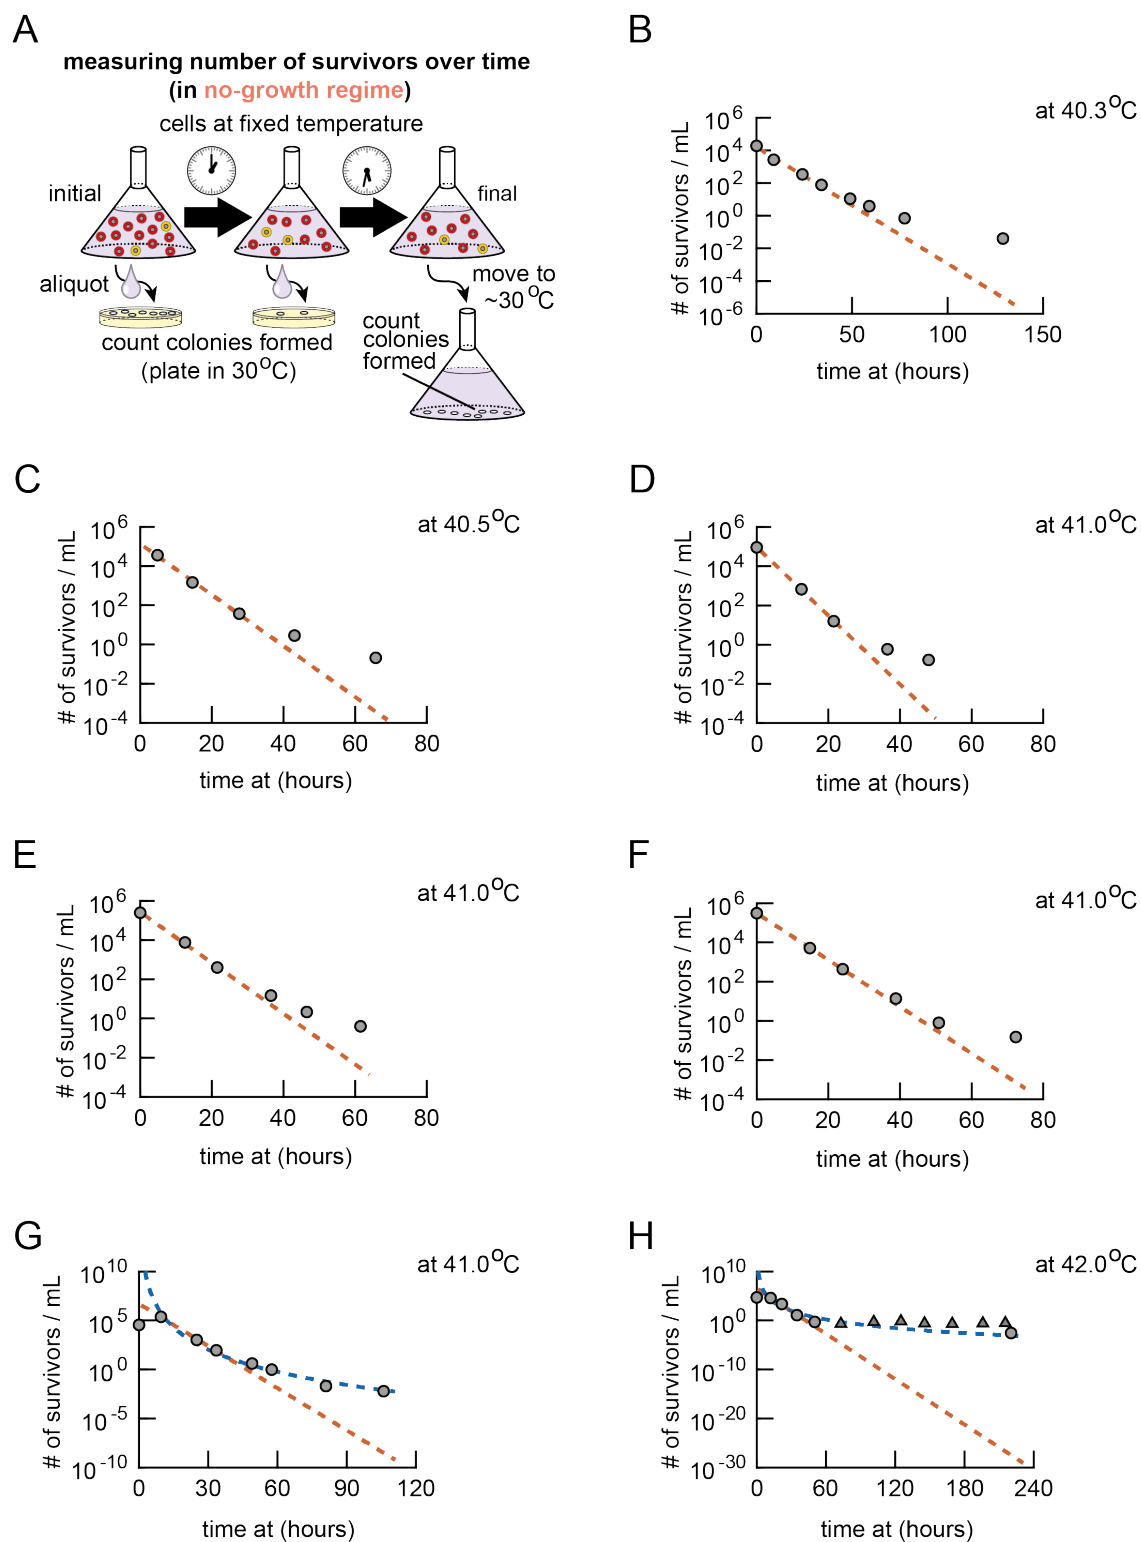 A
measuring number of survivors over time
(in no-growth regime)
cells at fixed temperature
initial
final
aliquot
move to
~30 °C
count colonies formed
(plate in 30°C)
count
colonies
formed
B
at 40.3°C
# of survivors / mL
10^6
10^4
10^2
10^0
10^-2
10^-4
10^-6
0 50 100 150
time at (hours)
C
at 40.5°C
# of survivors / mL
10^6
10^4
10^2
10^0
10^-2
10^-4
0 20 40 60 80
time at (hours)
D
at 41.0°C
# of survivors / mL
10^6
10^4
10^2
10^0
10^-2
10^-4
0 20 40 60 80
time at (hours)
E
at 41.0°C
# of survivors / mL
10^6
10^4
10^2
10^0
10^-2
10^-4
0 20 40 60 80
time at (hours)
F
at 41.0°C
# of survivors / mL
10^6
10^4
10^2
10^0
10^-2
10^-4
0 20 40 60 80
time at (hours)
G
at 41.0°C
# of survivors / mL
10^10
10^5
10^0
10^-5
10^-10
0 30 60 90 120
time at (hours)
H
at 42.0°C
# of survivors / mL
10^10
10^0
10^-10
10^-20
10^-30
0 60 120 180 240
time at (hours)